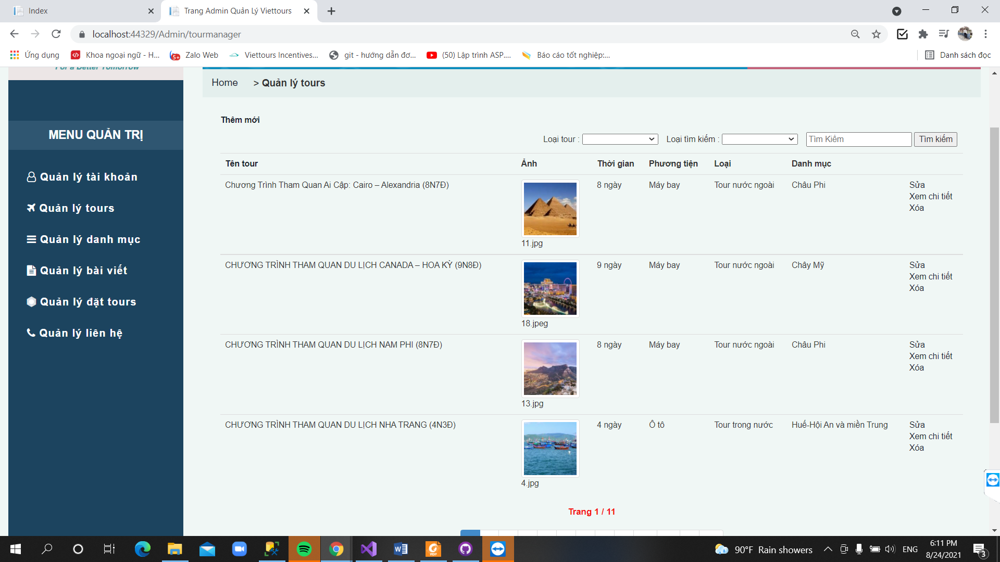 Index
Trang Admin Quản Lý Viettours
localhost:44329/Admin/tourmanager
Ứng dụng
Khoa ngoại ngữ - H...
Zalo Web
Viettours Incentives...
git - hướng dẫn đơ...
(50) Lập trình ASP....
Báo cáo tốt nghiệp:...
Danh sách đọc
For a Better Tomorrow
Home > Quản lý tours
MENU QUẢN TRỊ
Quản lý tài khoản
Quản lý tours
Quản lý danh mục
Quản lý bài viết
Quản lý đặt tours
Quản lý liên hệ
Thêm mới
Loại tour : Loại tìm kiếm : Tìm Kiếm Tìm kiếm
Tên tour Ảnh Thời gian Phương tiện Loại Danh mục
Chương Trình Tham Quan Ai Cập: Cairo – Alexandria (8N7Đ) 8 ngày Máy bay Tour nước ngoài Châu Phi Sửa
Xem chi tiết
Xóa
11.jpg
CHƯƠNG TRÌNH THAM QUAN DU LỊCH CANADA – HOA KỲ (9N8Đ) 9 ngày Máy bay Tour nước ngoài Chây Mỹ Sửa
Xem chi tiết
Xóa
18.jpeg
CHƯƠNG TRÌNH THAM QUAN DU LỊCH NAM PHI (8N7Đ) 8 ngày Máy bay Tour nước ngoài Châu Phi Sửa
Xem chi tiết
Xóa
13.jpg
CHƯƠNG TRÌNH THAM QUAN DU LỊCH NHA TRANG (4N3Đ) 4 ngày Ô tô Tour trong nước Huế-Hội An và miền Trung Sửa
Xem chi tiết
Xóa
4.jpg
Trang 1 / 11
90°F Rain showers
ENG
6:11 PM
8/24/2021
3